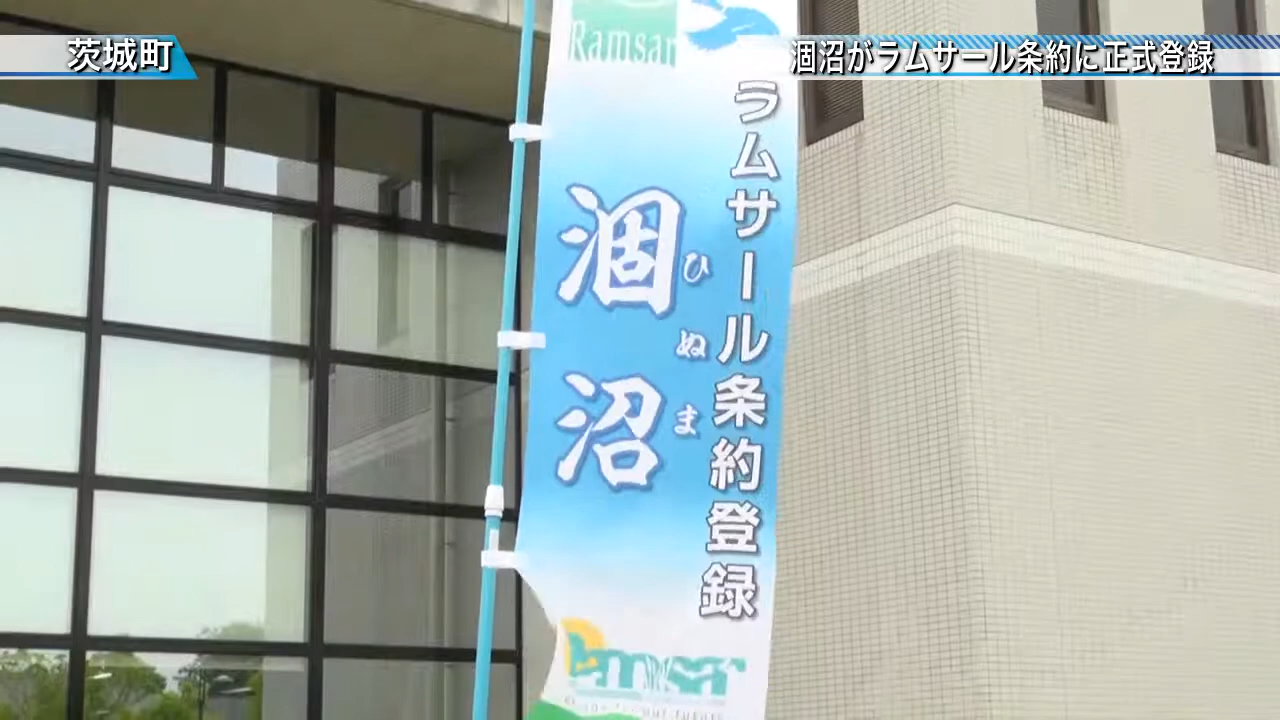 茨城町
涸沼がラムサール条約に正式登録
Ramsar
ラムサール条約登録
涸沼
ひぬま
ramsar